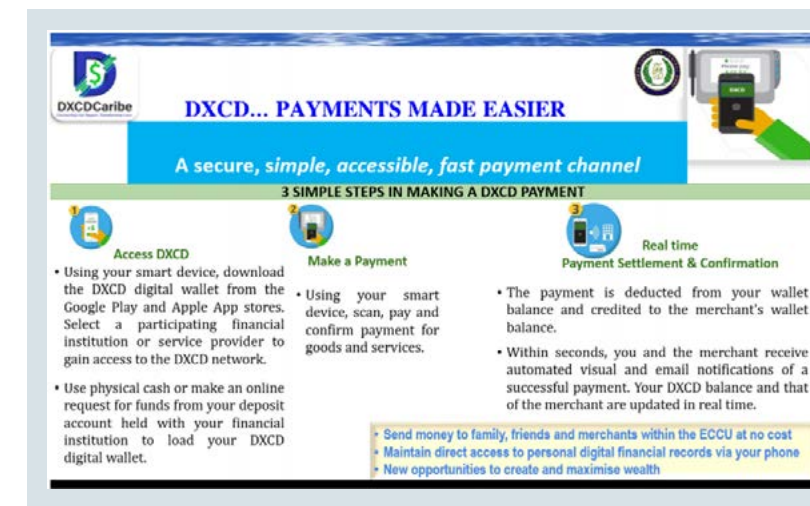 DXCDCaribe
DXCD... PAYMENTS MADE EASIER
A secure, simple, accessible, fast payment channel
3 SIMPLE STEPS IN MAKING A DXCD PAYMENT
1
Access DXCD
• Using your smart device, download
the DXCD digital wallet from the
Google Play and Apple App stores.
Select a participating financial
institution or service provider to
gain access to the DXCD network.
• Use physical cash or make an online
request for funds from your deposit
account held with your financial
institution to load your DXCD
digital wallet.
2
Make a Payment
• Using your smart
device, scan, pay and
confirm payment for
goods and services.
3
Real time
Payment Settlement & Confirmation
• The payment is deducted from your wallet
balance and credited to the merchant's wallet
balance.
• Within seconds, you and the merchant receive
automated visual and email notifications of a
successful payment. Your DXCD balance and that
of the merchant are updated in real time.
• Send money to family, friends and merchants within the ECCU at no cost
• Maintain direct access to personal digital financial records via your phone
• New opportunities to create and maximise wealth